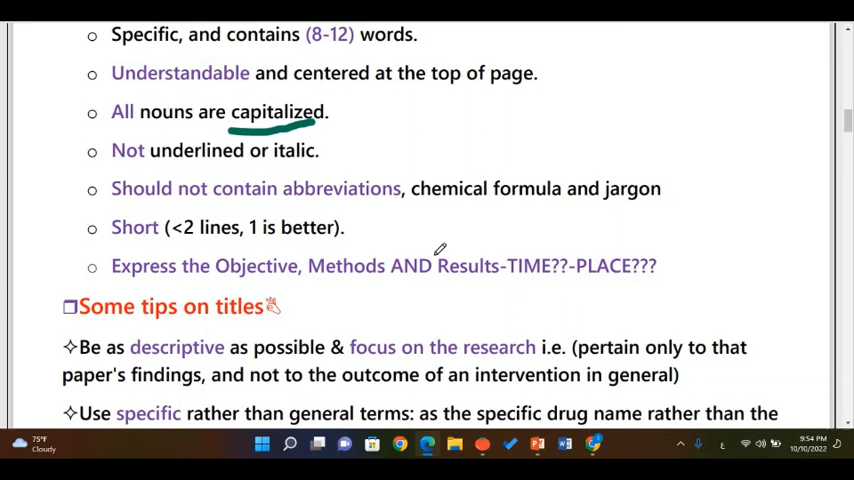 o Specific, and contains (8-12) words.
o Understandable and centered at the top of page.
o All nouns are capitalized.
o Not underlined or italic.
o Should not contain abbreviations, chemical formula and jargon
o Short (<2 lines, 1 is better).
o Express the Objective, Methods AND Results-TIME??-PLACE???
❒Some tips on titles
✧Be as descriptive as possible & focus on the research i.e. (pertain only to that
paper's findings, and not to the outcome of an intervention in general)
✧Use specific rather than general terms: as the specific drug name rather than the
75°F
Cloudy
ع
9:54 PM
10/10/2022